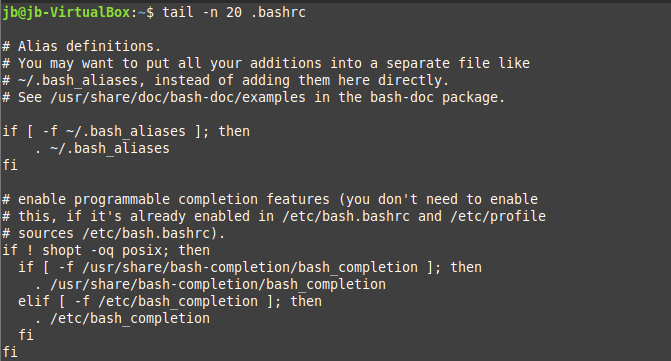 jb@jb-VirtualBox:~$ tail -n 20 .bashrc
# Alias definitions.
# You may want to put all your additions into a separate file like
# ~/.bash_aliases, instead of adding them here directly.
# See /usr/share/doc/bash-doc/examples in the bash-doc package.
if [ -f ~/.bash_aliases ]; then
    . ~/.bash_aliases
fi
# enable programmable completion features (you don't need to enable
# this, if it's already enabled in /etc/bash.bashrc and /etc/profile
# sources /etc/bash.bashrc).
if ! shopt -oq posix; then
  if [ -f /usr/share/bash-completion/bash_completion ]; then
    . /usr/share/bash-completion/bash_completion
  elif [ -f /etc/bash_completion ]; then
    . /etc/bash_completion
  fi
fi